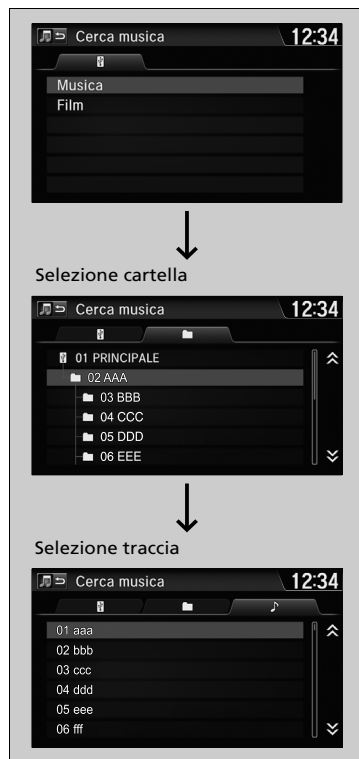 Cerca musica 12:34
Musica
Film
Selezione cartella
Cerca musica 12:34
01 PRINCIPALE
02 AAA
03 BBB
04 CCC
05 DDD
06 EEE
Selezione traccia
Cerca musica 12:34
01 aaa
02 bbb
03 ccc
04 ddd
05 eee
06 fff